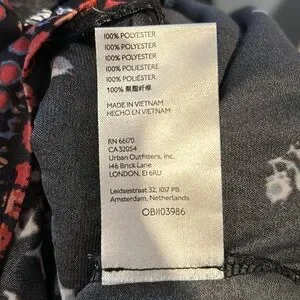 100% POLYESTER
100% POLYESTER
100% POLYESTER
100% POLIESTERE
100% POLIÉSTER
100% 聚酯纤维
MADE IN VIETNAM
HECHO EN VIETNAM
RN 66170
CA 32054
Urban Outfitters, Inc.
146 Brick Lane
LONDON, E1 6RU
Leidsestraat 32, 1017 PB
Amsterdam, Netherlands
OB1103986